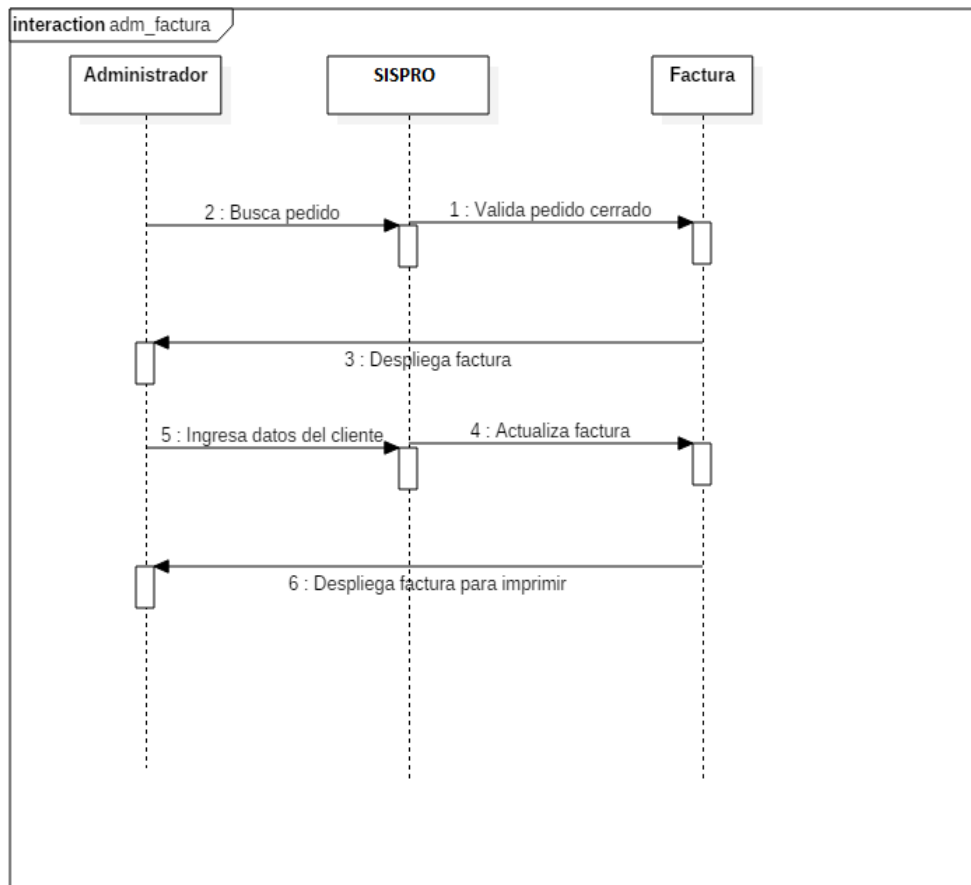 interaction adm_factura
Administrador
SISPRO
Factura
2 : Busca pedido
1 : Valida pedido cerrado
3 : Despliega factura
5 : Ingresa datos del cliente
4 : Actualiza factura
6 : Despliega factura para imprimir